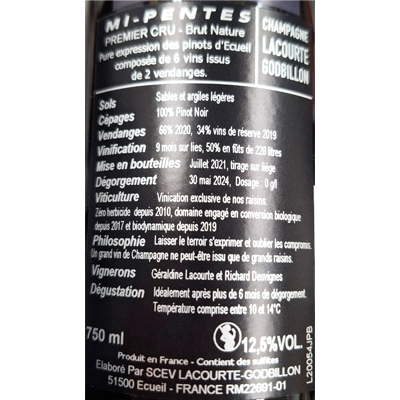 MI-PENTES
PREMIER CRU - Brut Nature
Pure expression des pinots d'Ecueil
composée de 6 vins issus
de 2 vendanges.
CHAMPAGNE
LACOURTE
GODBILLON
Sols Sables et argiles légères
Cépages 100% Pinot Noir
Vendanges 66% 2020, 34% vins de réserve 2019
Vinification 9 mois sur lies, 50% en fûts de 228 litres
Mise en bouteilles Juillet 2021, tirage sur liège
Dégorgement 30 mai 2024, Dosage : 0 g/l
Viticulture Vinication exclusive de nos raisins.
Zéro herbicide depuis 2010, domaine engagé en conversion biologique
depuis 2017 et biodynamique depuis 2019
Philosophie Laisser le terroir s'exprimer et oublier les compromis.
Un grand vin de Champagne ne peut-être issu que de grands raisins.
Vignerons Géraldine Lacourte et Richard Desvignes
Dégustation Idéalement après plus de 6 mois de dégorgement.
Température comprise entre 10 et 14°C
750 ml
12,5%VOL.
Produit en France - Contient des sulfites
Elaboré Par SCEV LACOURTE-GODBILLON
51500 Ecueil - FRANCE RM22691-01
L20054JPB